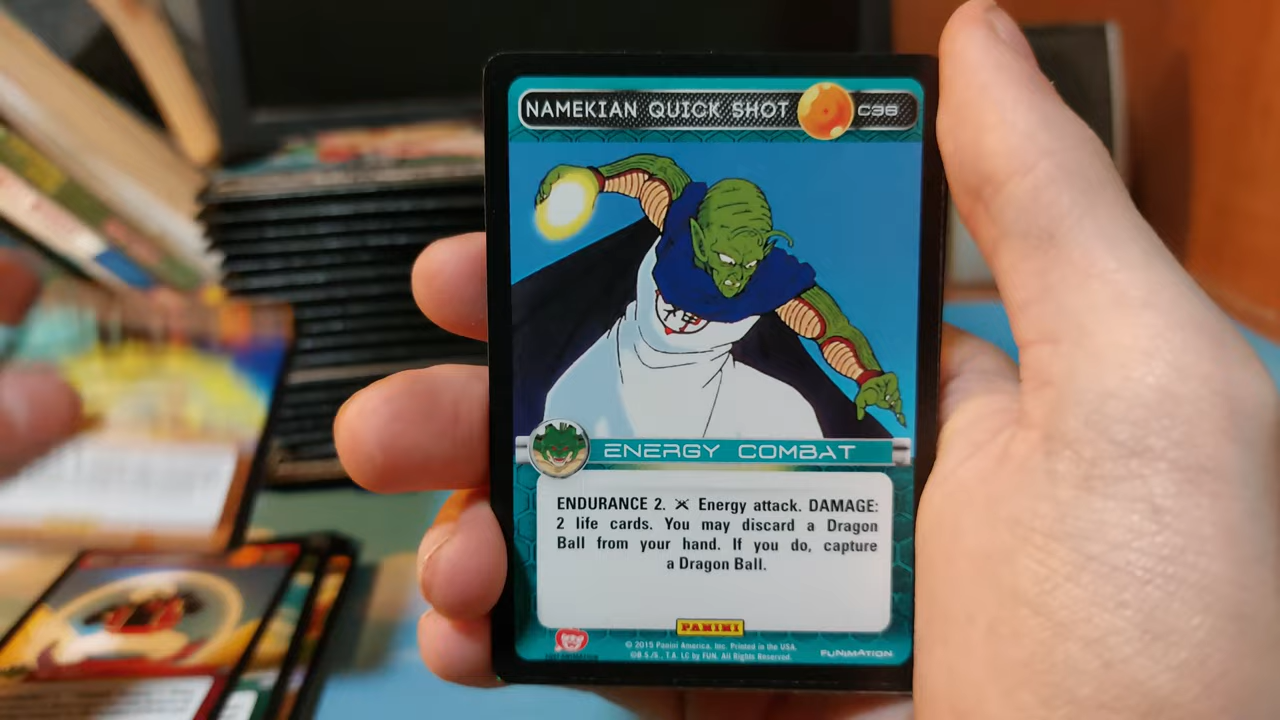 NAMEKIAN QUICK SHOT C36
神
ENERGY COMBAT
ENDURANCE 2. Energy attack. DAMAGE:
2 life cards. You may discard a Dragon
Ball from your hand. If you do, capture
a Dragon Ball.
PANINI
© 2015 Panini America, Inc. Printed in the USA.
©B.S./S., T.A. LC by FUN. All Rights Reserved.
FUNIMATION